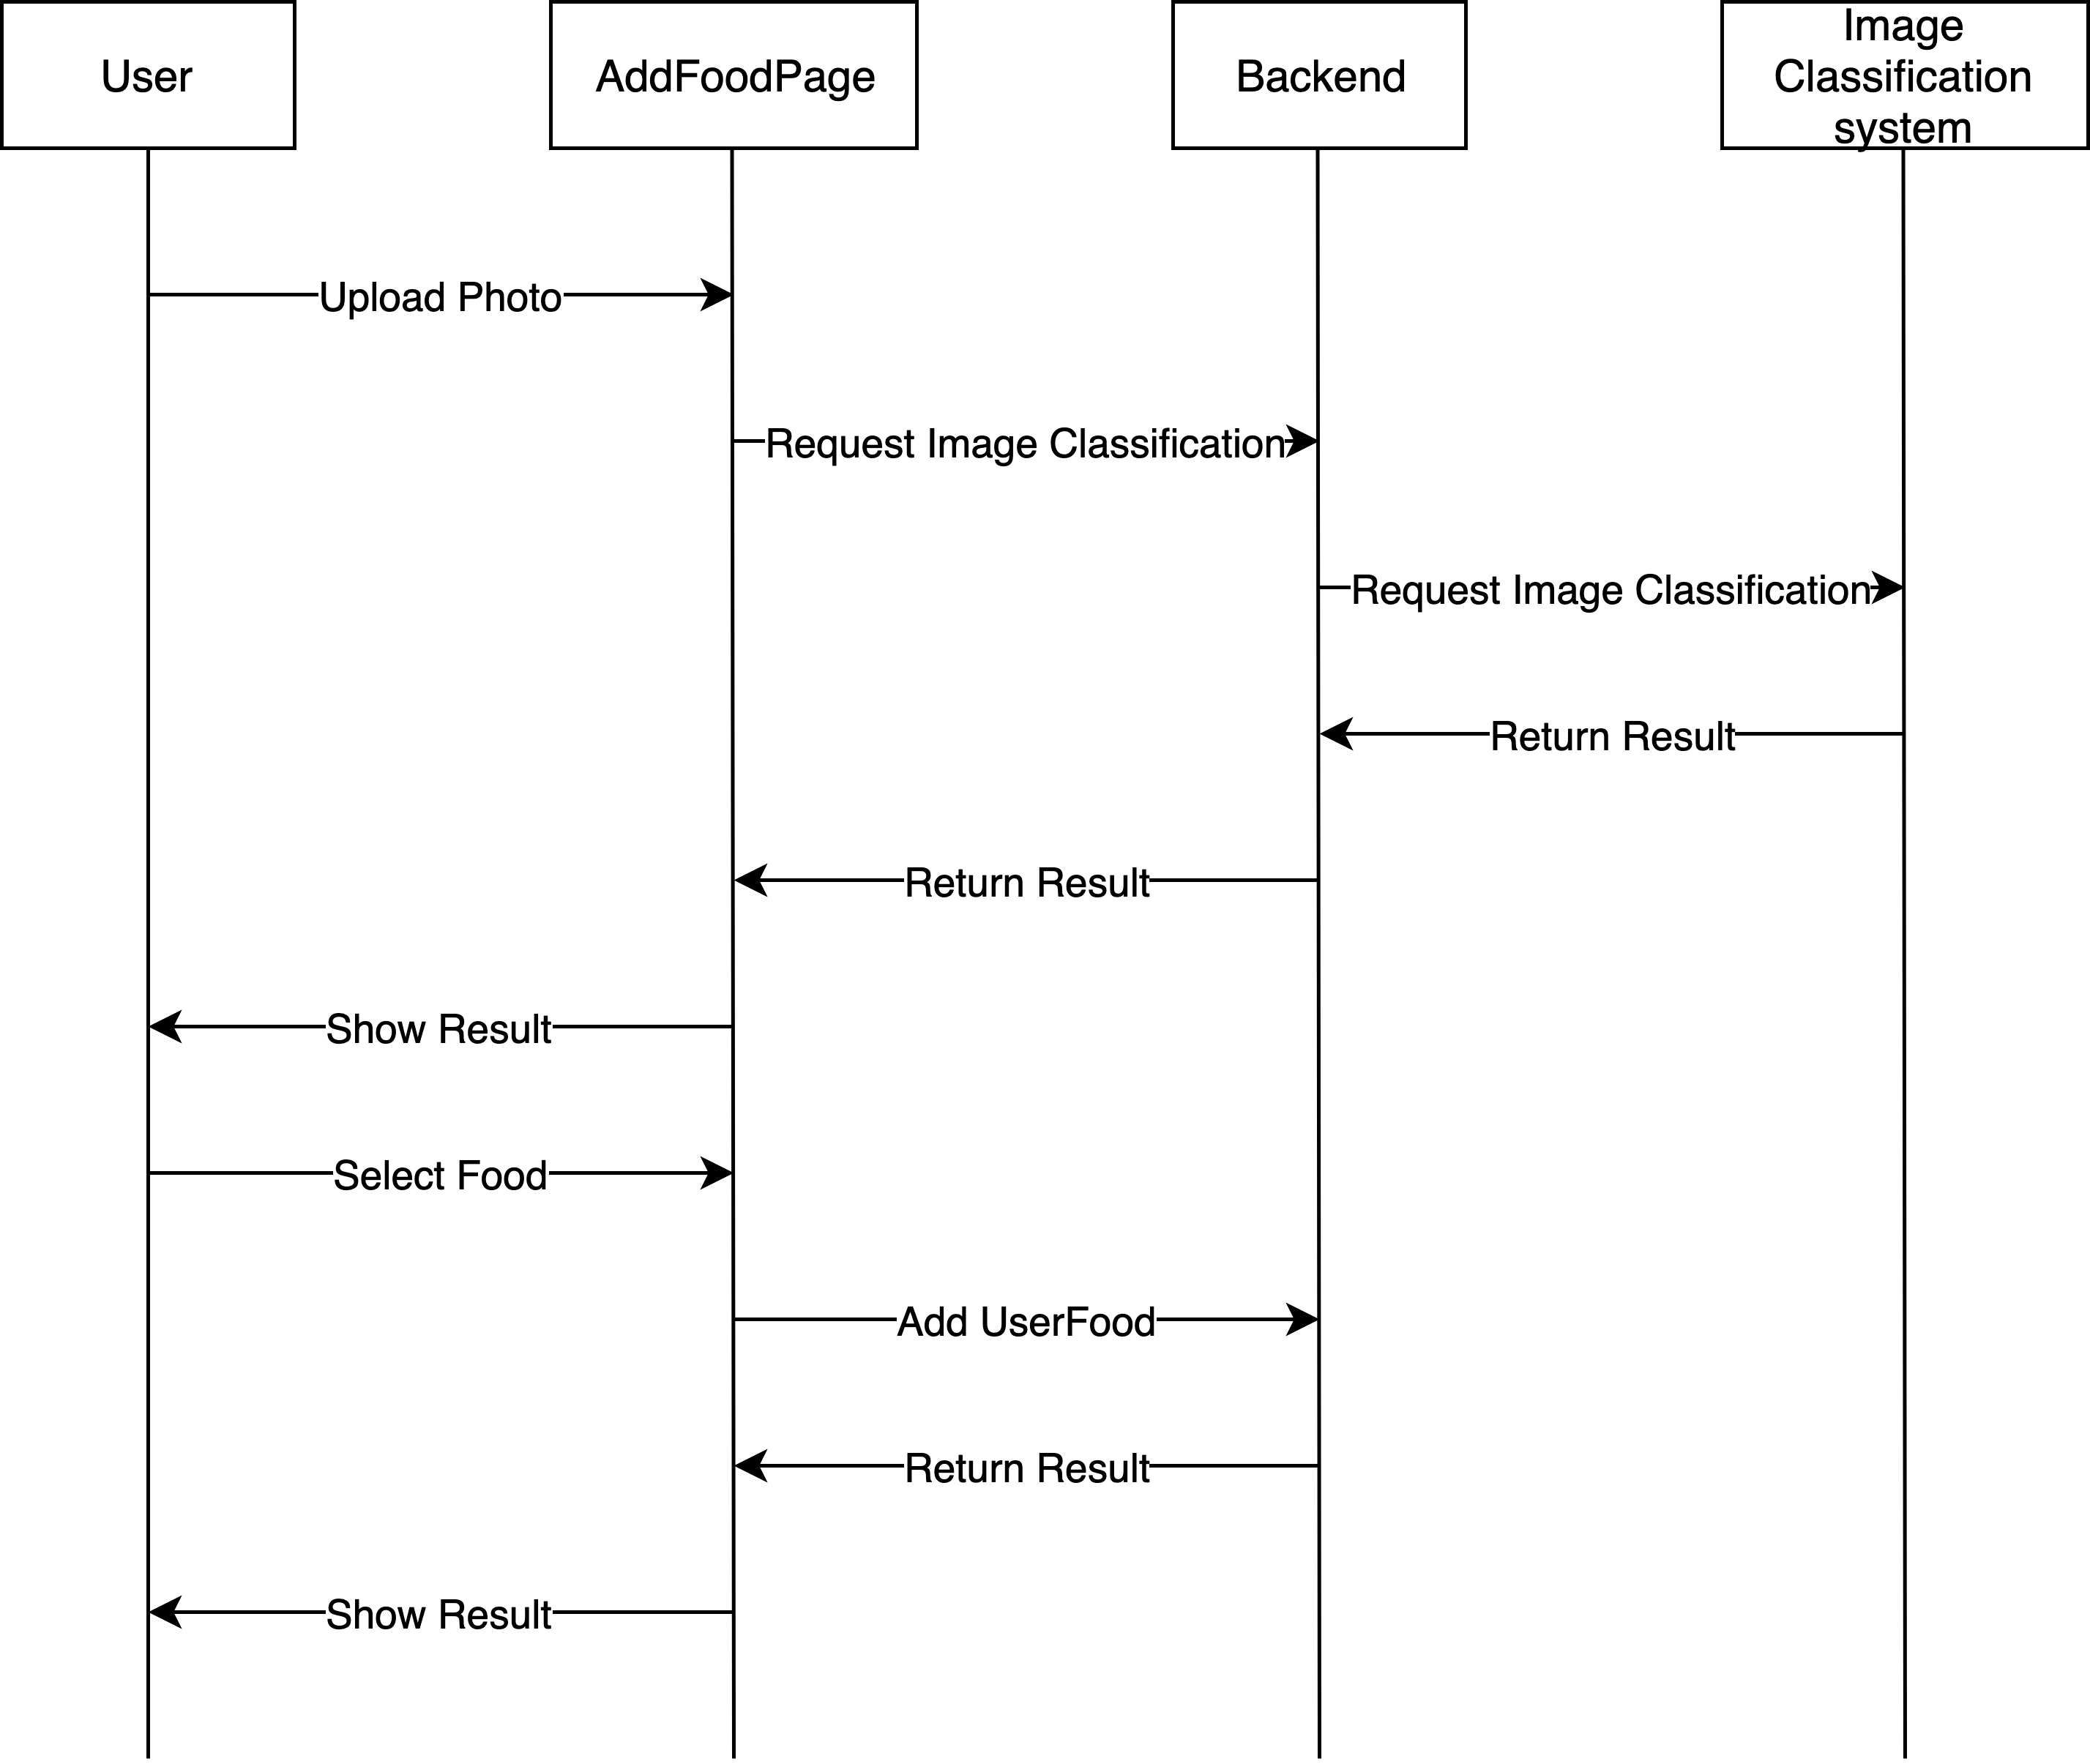 User
AddFoodPage
Backend
Image
Classification
system
Upload Photo
Request Image Classification
Request Image Classification
Return Result
Return Result
Show Result
Select Food
Add UserFood
Return Result
Show Result